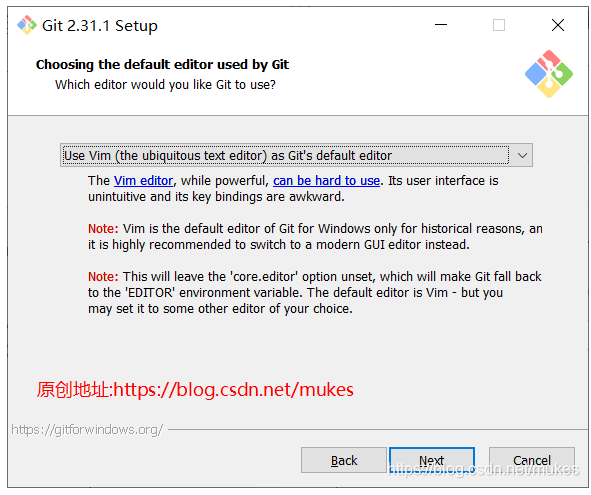 Git 2.31.1 Setup
Choosing the default editor used by Git
Which editor would you like Git to use?
Use Vim (the ubiquitous text editor) as Git's default editor
The Vim editor, while powerful, can be hard to use. Its user interface is
unintuitive and its key bindings are awkward.
Note: Vim is the default editor of Git for Windows only for historical reasons, an
it is highly recommended to switch to a modern GUI editor instead.
Note: This will leave the 'core.editor' option unset, which will make Git fall back
to the 'EDITOR' environment variable. The default editor is Vim - but you
may set it to some other editor of your choice.
原创地址:https://blog.csdn.net/mukes
https://gitforwindows.org/
Back Next Cancel
https://blog.csdn.net/mukes